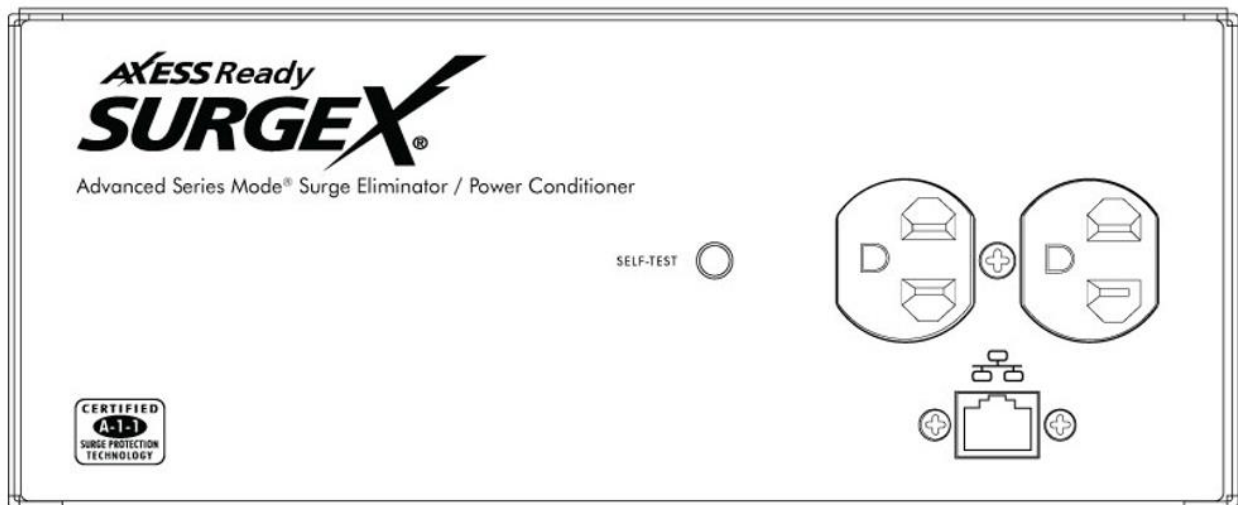 AXESS Ready
SURGEX®
Advanced Series Mode® Surge Eliminator / Power Conditioner
SELF-TEST
CERTIFIED
A-1-1
SURGE PROTECTION
TECHNOLOGY